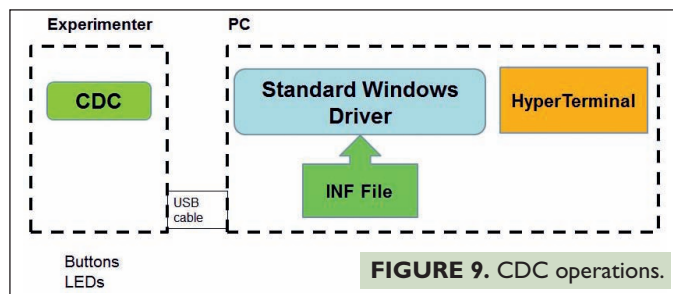 Experimenter
PC
CDC
Standard Windows
Driver
HyperTerminal
INF File
USB
cable
Buttons
LEDs
FIGURE 9. CDC operations.